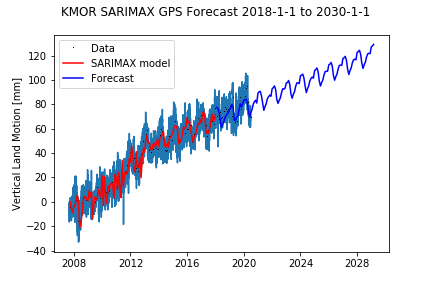 KMOR SARIMAX GPS Forecast 2018-1-1 to 2030-1-1
Data
SARIMAX model
Forecast
Vertical Land Motion [mm]
120
100
80
60
40
20
0
−20
−40
2008 2012 2016 2020 2024 2028